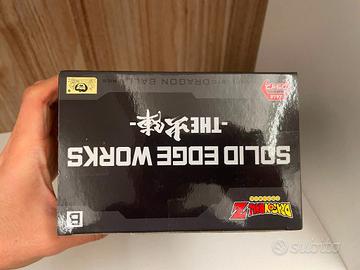 DRAGON BALL Z
B
SOLID EDGE WORKS
-THE出陣-
DRAGON BALL
subito